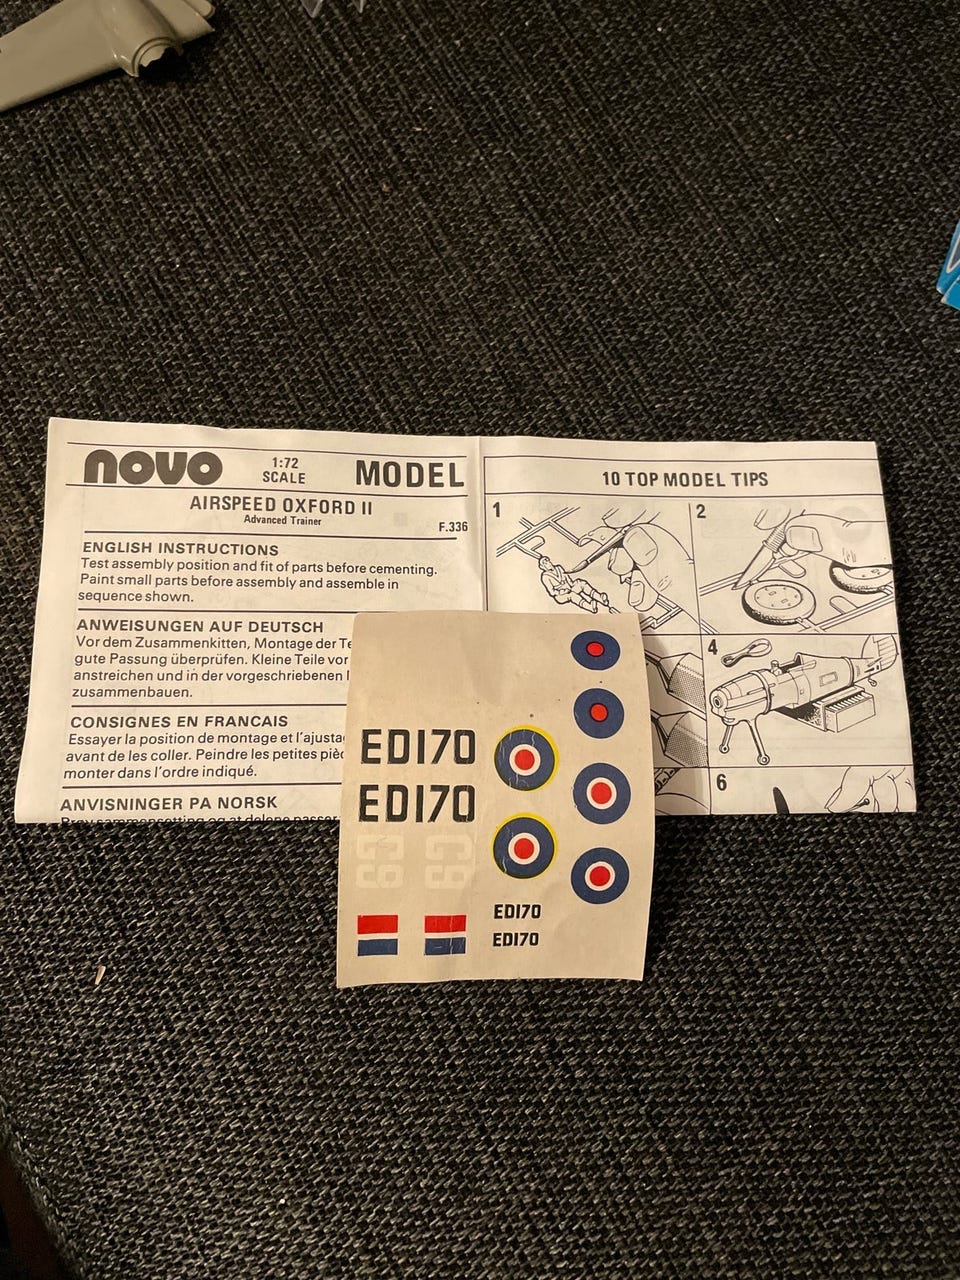 novo
1:72
SCALE
MODEL
AIRSPEED OXFORD II
Advanced Trainer
F.336
ENGLISH INSTRUCTIONS
Test assembly position and fit of parts before cementing.
Paint small parts before assembly and assemble in
sequence shown.
ANWEISUNGEN AUF DEUTSCH
Vor dem Zusammenkitten, Montage der
gute Passung überprüfen. Kleine Teile vor
anstreichen und in der vorgeschriebenen
zusammenbauen.
CONSIGNES EN FRANCAIS
Essayer la position de montage et l'ajusta
avant de les coller. Peindre les petites piè
monter dans l'ordre indiqué.
ANVISNINGER PA NORSK
10 TOP MODEL TIPS
1
2
4
6
ED170
ED170
G9
G9
ED170
ED170